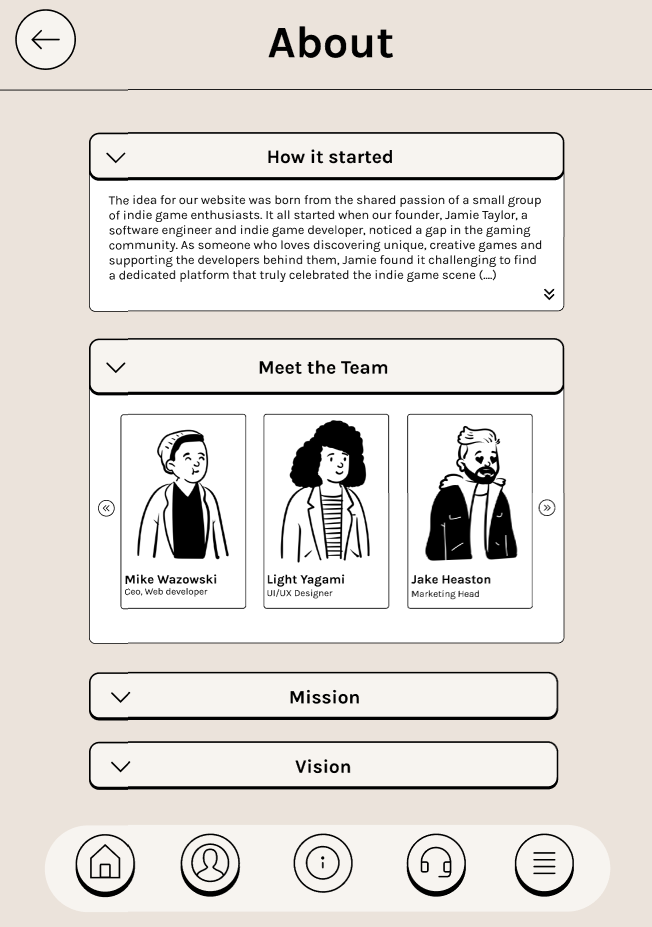 About
How it started
The idea for our website was born from the shared passion of a small group
of indie game enthusiasts. It all started when our founder, Jamie Taylor, a
software engineer and indie game developer, noticed a gap in the gaming
community. As someone who loves discovering unique, creative games and
supporting the developers behind them, Jamie found it challenging to find
a dedicated platform that truly celebrated the indie game scene (....)
Meet the Team
Mike Wazowski
Ceo, Web developer
Light Yagami
UI/UX Designer
Jake Heaston
Marketing Head
Mission
Vision